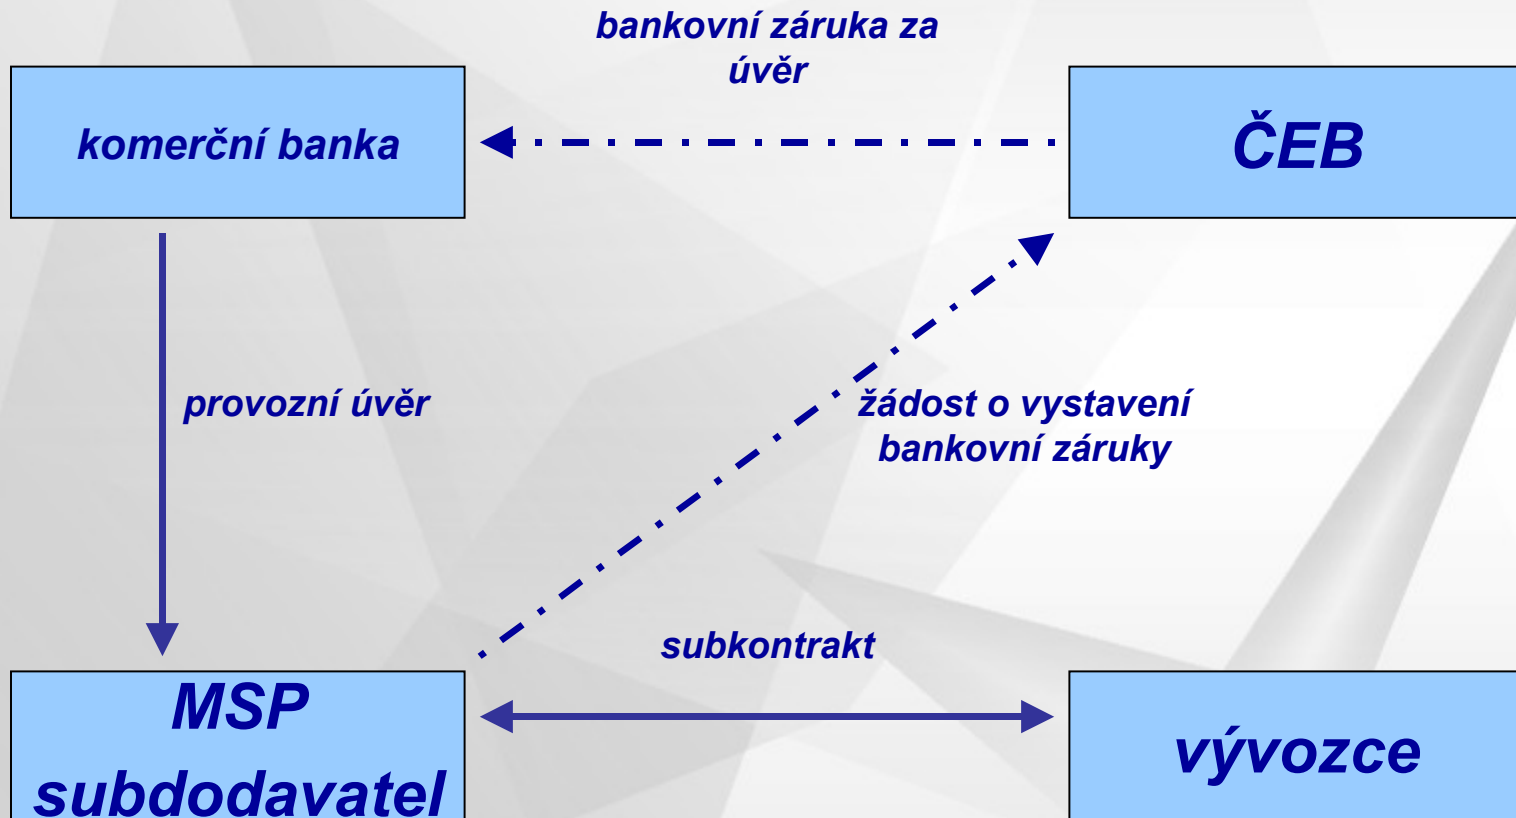 bankovní záruka za
úvěr
komerční banka
ČEB
provozní úvěr
žádost o vystavení
bankovní záruky
subkontrakt
MSP
subdodavatel
vývozce